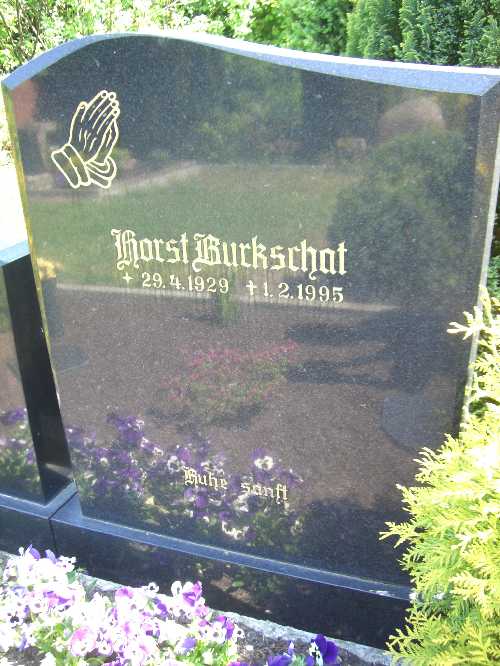 Horst Burkschat
* 29.4.1929 + 1.2.1995
Ruhe sanft